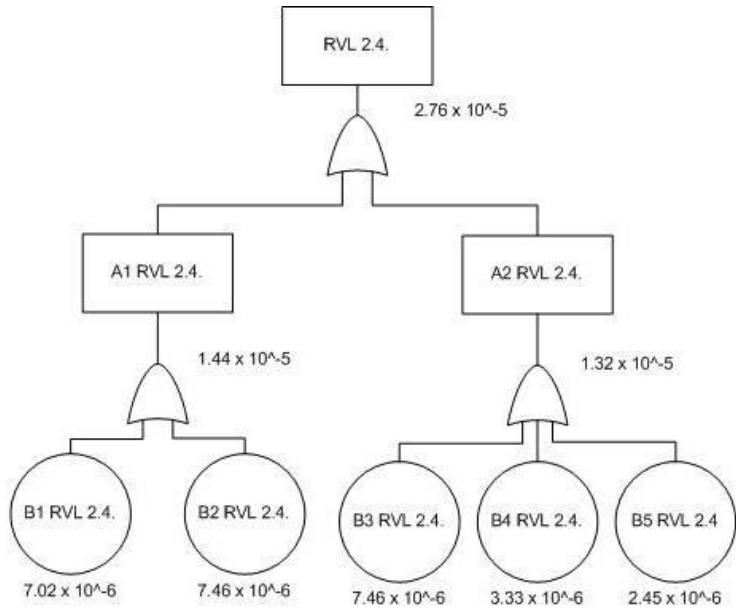 RVL 2.4.
2.76 x 10^-5
A1 RVL 2.4.
A2 RVL 2.4.
1.44 x 10^-5
1.32 x 10^-5
B1 RVL 2.4.
B2 RVL 2.4.
B3 RVL 2.4.
B4 RVL 2.4.
B5 RVL 2.4
7.02 x 10^-6
7.46 x 10^-6
7.46 x 10^-6
3.33 x 10^-6
2.45 x 10^-6